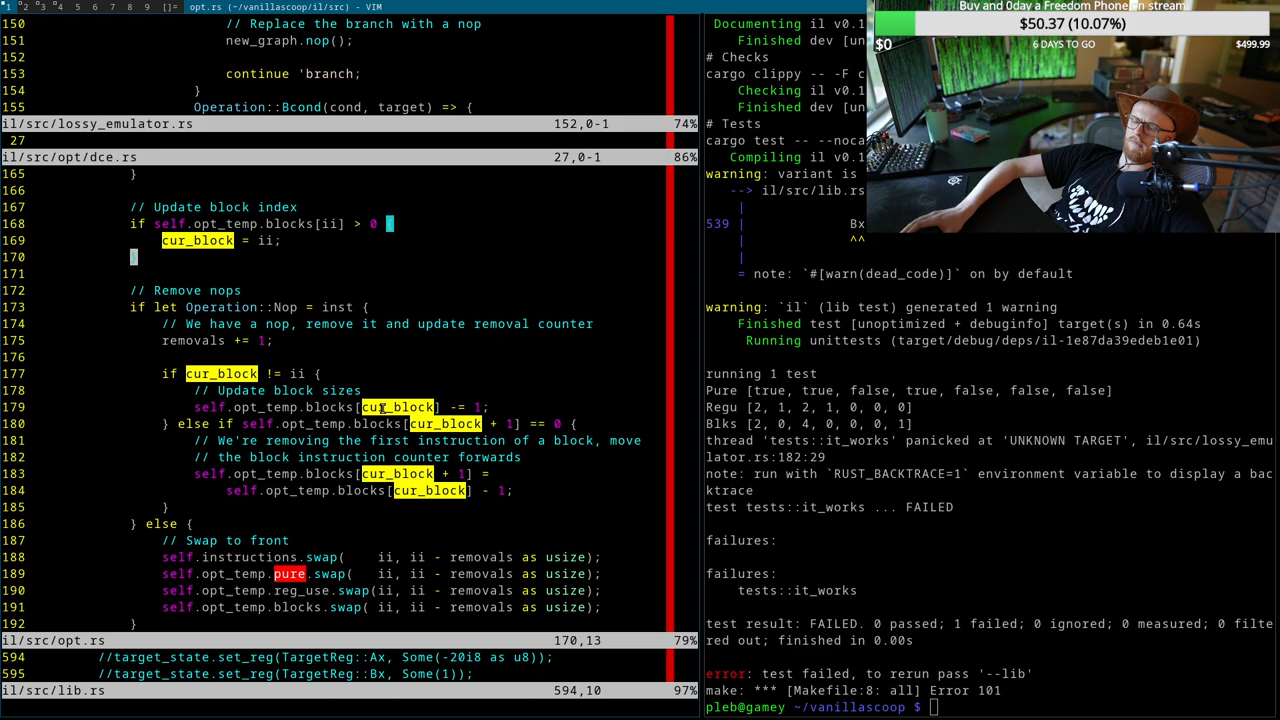 1 2 3 4 5 6 7 8 9 []= opt.rs (~/vanillascoop/il/src) - VIM
150 // Replace the branch with a nop
151 new_graph.nop();
152
153 continue 'branch;
154 }
155 Operation::Bcond(cond, target) => {
il/src/lossy_emulator.rs 152,0-1 74%
27
il/src/opt/dce.rs 27,0-1 86%
165 }
166
167 // Update block index
168 if self.opt_temp.blocks[ii] > 0 {
169 cur_block = ii;
170 }
171
172 // Remove nops
173 if let Operation::Nop = inst {
174 // We have a nop, remove it and update removal counter
175 removals += 1;
176
177 if cur_block != ii {
178 // Update block sizes
179 self.opt_temp.blocks[cur_block] -= 1;
180 } else if self.opt_temp.blocks[cur_block + 1] == 0 {
181 // We're removing the first instruction of a block, move
182 // the block instruction counter forwards
183 self.opt_temp.blocks[cur_block + 1] =
184 self.opt_temp.blocks[cur_block] - 1;
185 }
186 } else {
187 // Swap to front
188 self.instructions.swap( ii, ii - removals as usize);
189 self.opt_temp.pure.swap( ii, ii - removals as usize);
190 self.opt_temp.reg_use.swap(ii, ii - removals as usize);
191 self.opt_temp.blocks.swap( ii, ii - removals as usize);
192 }
il/src/opt.rs 170,13 79%
594 //target_state.set_reg(TargetReg::Ax, Some(-20i8 as u8));
595 //target_state.set_reg(TargetReg::Bx, Some(1));
il/src/lib.rs 594,10 97%
Documenting il v0.1
Finished dev [un
# Checks
cargo clippy -- -F c
Checking il v0.1
Finished dev [un
# Tests
cargo test -- --noca
Compiling il v0.1
warning: variant is
--> il/src/lib.rs
|
539 | Bx
| ^^
|
= note: `#[warn(dead_code)]` on by default
warning: `il` (lib test) generated 1 warning
Finished test [unoptimized + debuginfo] target(s) in 0.64s
Running unittests (target/debug/deps/il-1e87da39edeb1e01)
running 1 test
Pure [true, true, false, true, false, false, false]
Regu [2, 1, 2, 1, 0, 0, 0]
Blks [2, 0, 4, 0, 0, 0, 1]
thread 'tests::it_works' panicked at 'UNKNOWN TARGET', il/src/lossy_emu
lator.rs:182:29
note: run with `RUST_BACKTRACE=1` environment variable to display a bac
ktrace
test tests::it_works ... FAILED
failures:
failures:
tests::it_works
test result: FAILED. 0 passed; 1 failed; 0 ignored; 0 measured; 0 filte
red out; finished in 0.00s
error: test failed, to rerun pass '--lib'
make: *** [Makefile:8: all] Error 101
pleb@gamey ~/vanillascoop $
Buy and 0day a Freedom Phone on stream
$50.37 (10.07%)
$0 6 DAYS TO GO $499.99